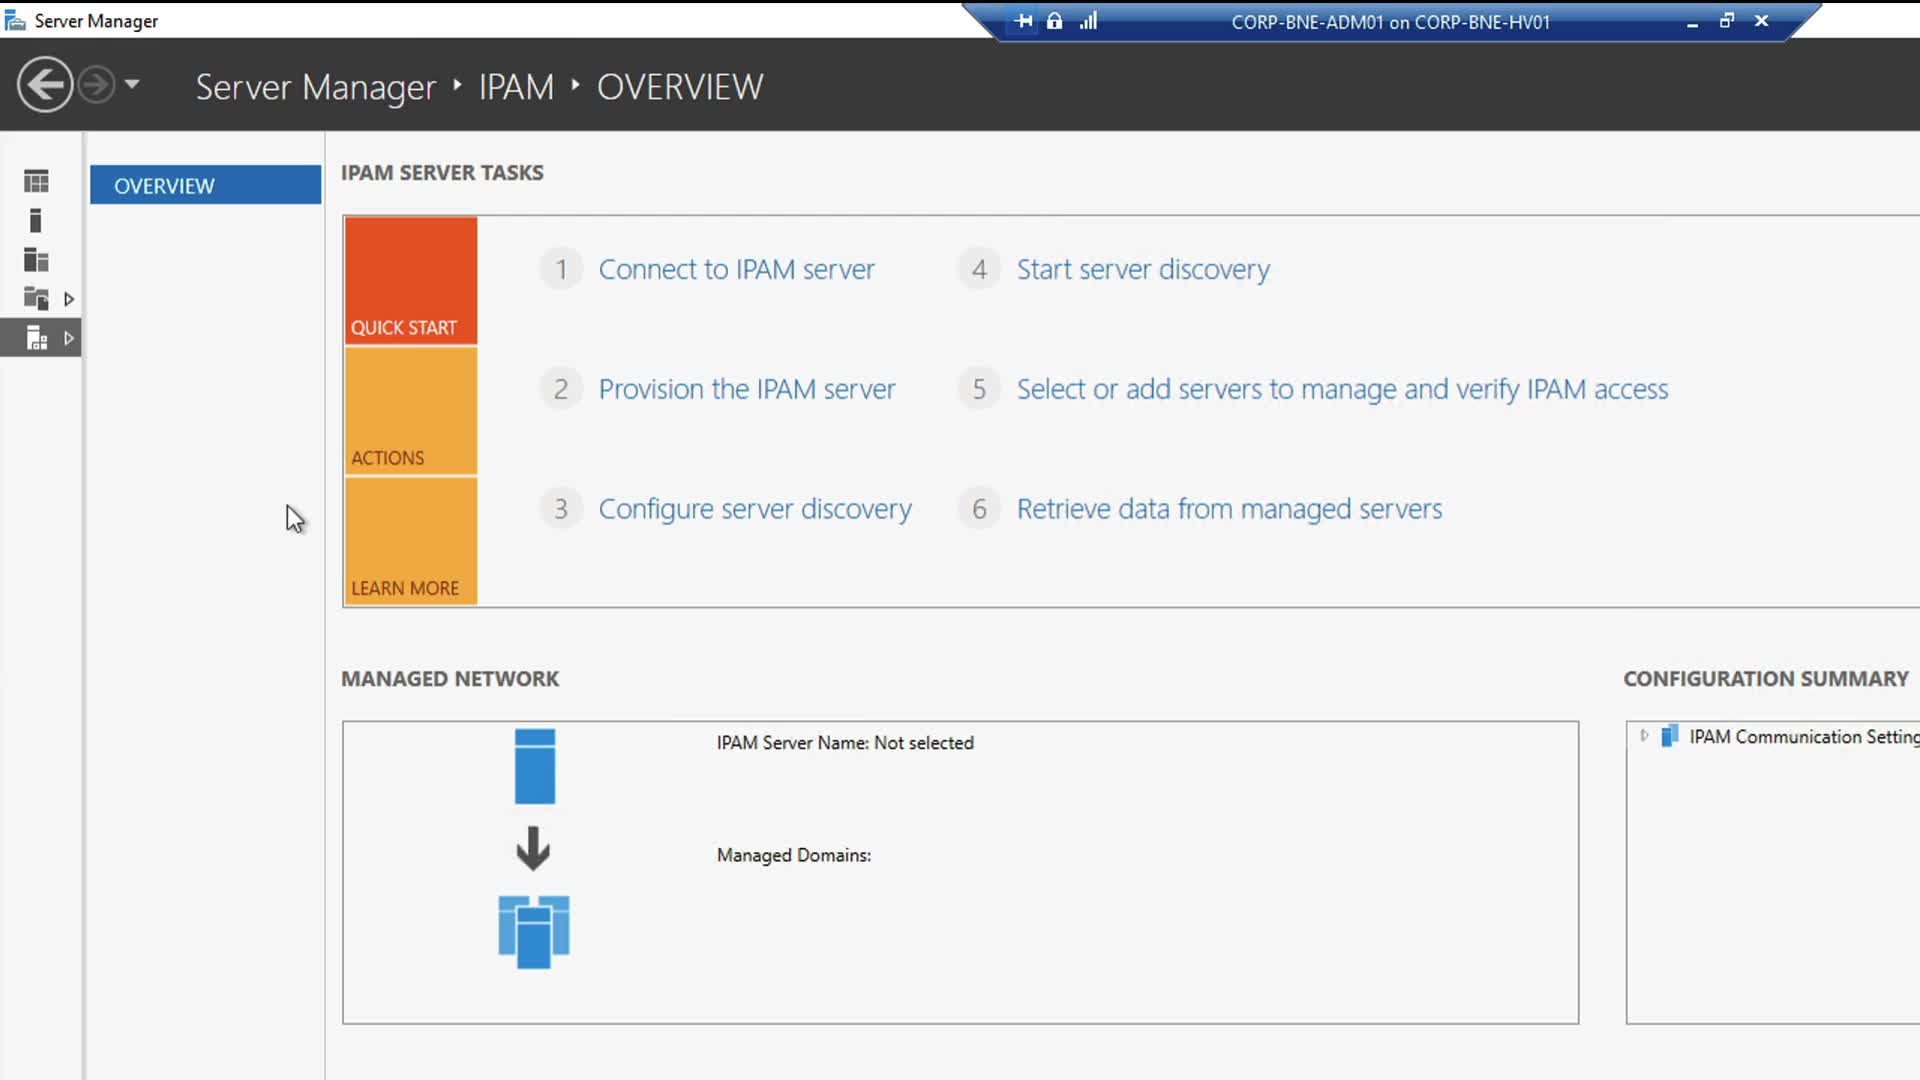 Server Manager
CORP-BNE-ADM01 on CORP-BNE-HV01
Server Manager IPAM OVERVIEW
OVERVIEW
IPAM SERVER TASKS
QUICK START
ACTIONS
LEARN MORE
1 Connect to IPAM server
2 Provision the IPAM server
3 Configure server discovery
4 Start server discovery
5 Select or add servers to manage and verify IPAM access
6 Retrieve data from managed servers
MANAGED NETWORK
IPAM Server Name: Not selected
Managed Domains:
CONFIGURATION SUMMARY
IPAM Communication Setting